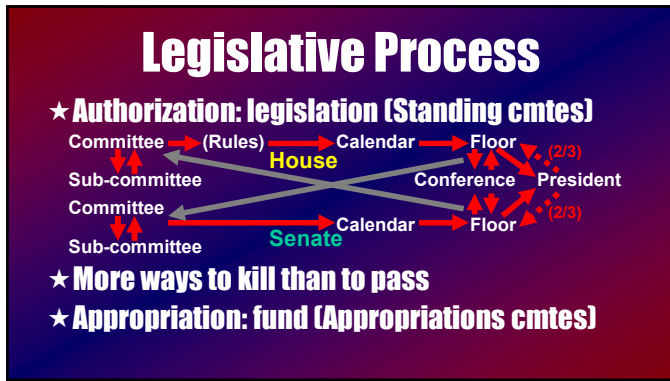 Legislative Process
★Authorization: legislation (Standing cmtes)
Committee (Rules) Calendar Floor
House (2/3)
Sub-committee Conference President
Committee
(2/3)
Calendar Floor
Senate
Sub-committee
★More ways to kill than to pass
★Appropriation: fund (Appropriations cmtes)